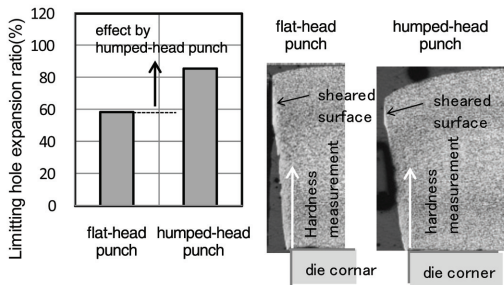 Limitting hole expansion ratio(%)
120
100
80
60
40
20
0
effect by
humped-head punch
flat-head
punch
humped-head
punch
flat-head
punch
humped-head
punch
sheared
surface
sheared
surface
Hardness
measurement
hardness
measurement
die cornar
die corner